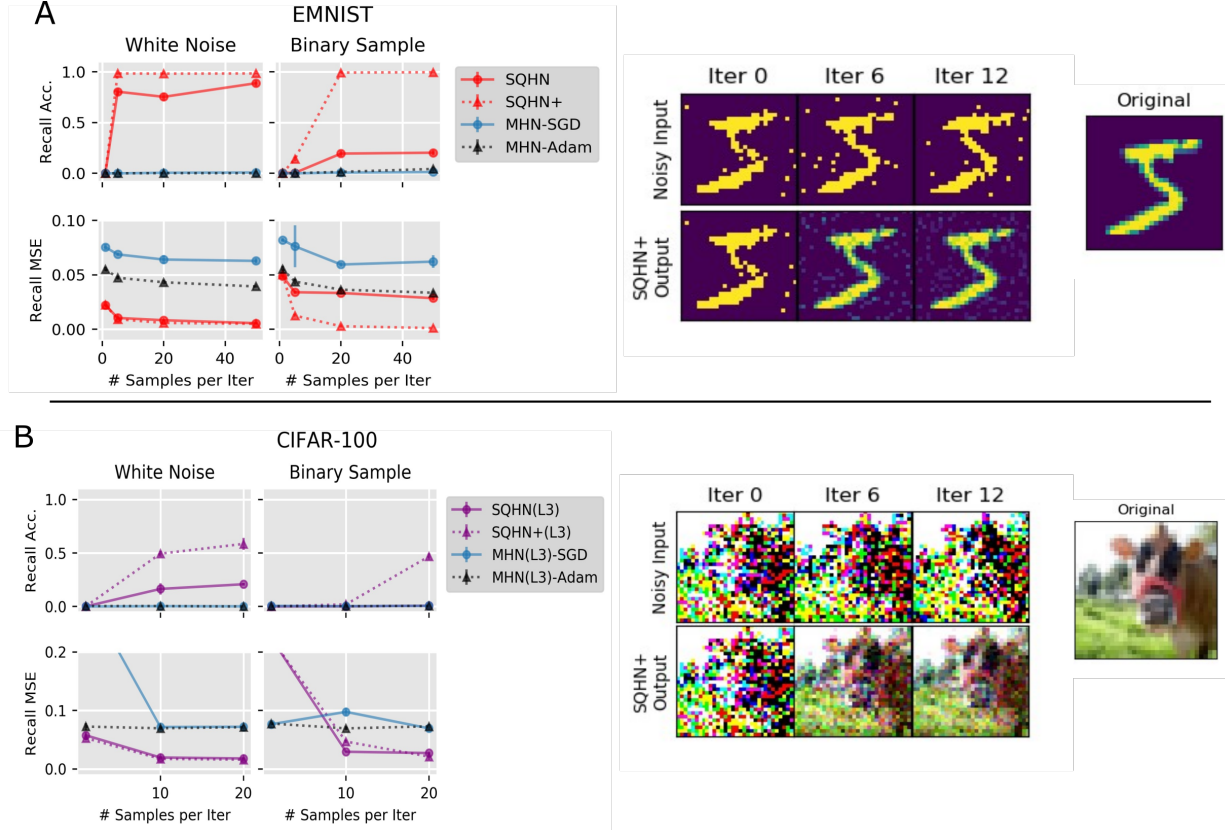 A
EMNIST
White Noise
Binary Sample
Recall Acc.
1.0
0.5
0.0
SQHN
SQHN+
MHN-SGD
MHN-Adam
Recall MSE
0.10
0.05
0.00
0
20
40
0
20
40
# Samples per Iter
# Samples per Iter
Iter 0
Iter 6
Iter 12
Noisy Input
SQHN+
Output
Original
B
CIFAR-100
White Noise
Binary Sample
Recall Acc.
1.0
0.5
0.0
SQHN(L3)
SQHN+(L3)
MHN(L3)-SGD
MHN(L3)-Adam
Recall MSE
0.2
0.1
0.0
10
20
10
20
# Samples per Iter
# Samples per Iter
Iter 0
Iter 6
Iter 12
Noisy Input
SQHN+
Output
Original